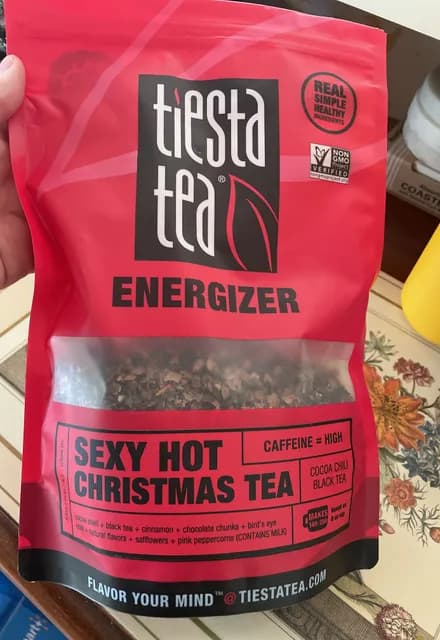 REAL
SIMPLE
HEALTHY
INGREDIENTS
tiesta
tea®
NON
GMO
Project
VERIFIED
ENERGIZER
COAST
SEXY HOT
CHRISTMAS TEA
CAFFEINE = HIGH
COCOA CHILI
BLACK TEA
shell + black tea + cinnamon + chocolate chunks + bird's eye
natural flavors + safflowers + pink peppercorns (CONTAINS MILK)
MAKES
FLAVOR YOUR MIND™ @ TIESTATEA.COM